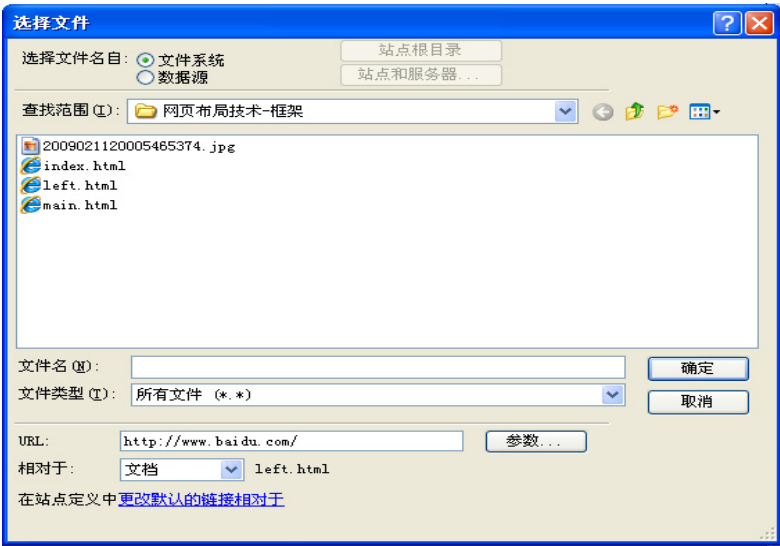 选择文件
选择文件名自: 文件系统 站点根目录
数据源 站点和服务器...
查找范围(I): 网页布局技术-框架
2009021120005465374.jpg
index.html
left.html
main.html
文件名(N): 确定
文件类型(T): 所有文件 (*.*) 取消
URL: http://www.baidu.com/ 参数...
相对于: 文档 left.html
在站点定义中更改默认的链接相对于